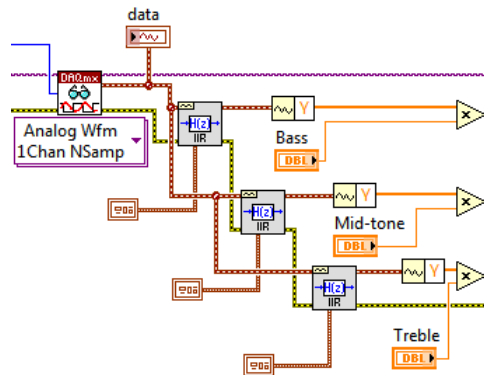 data
DAQmx
Analog Wfm
1Chan NSamp
H(z)
IIR
Y
Bass
DBL
H(z)
IIR
Y
Mid-tone
DBL
H(z)
IIR
Y
Treble
DBL